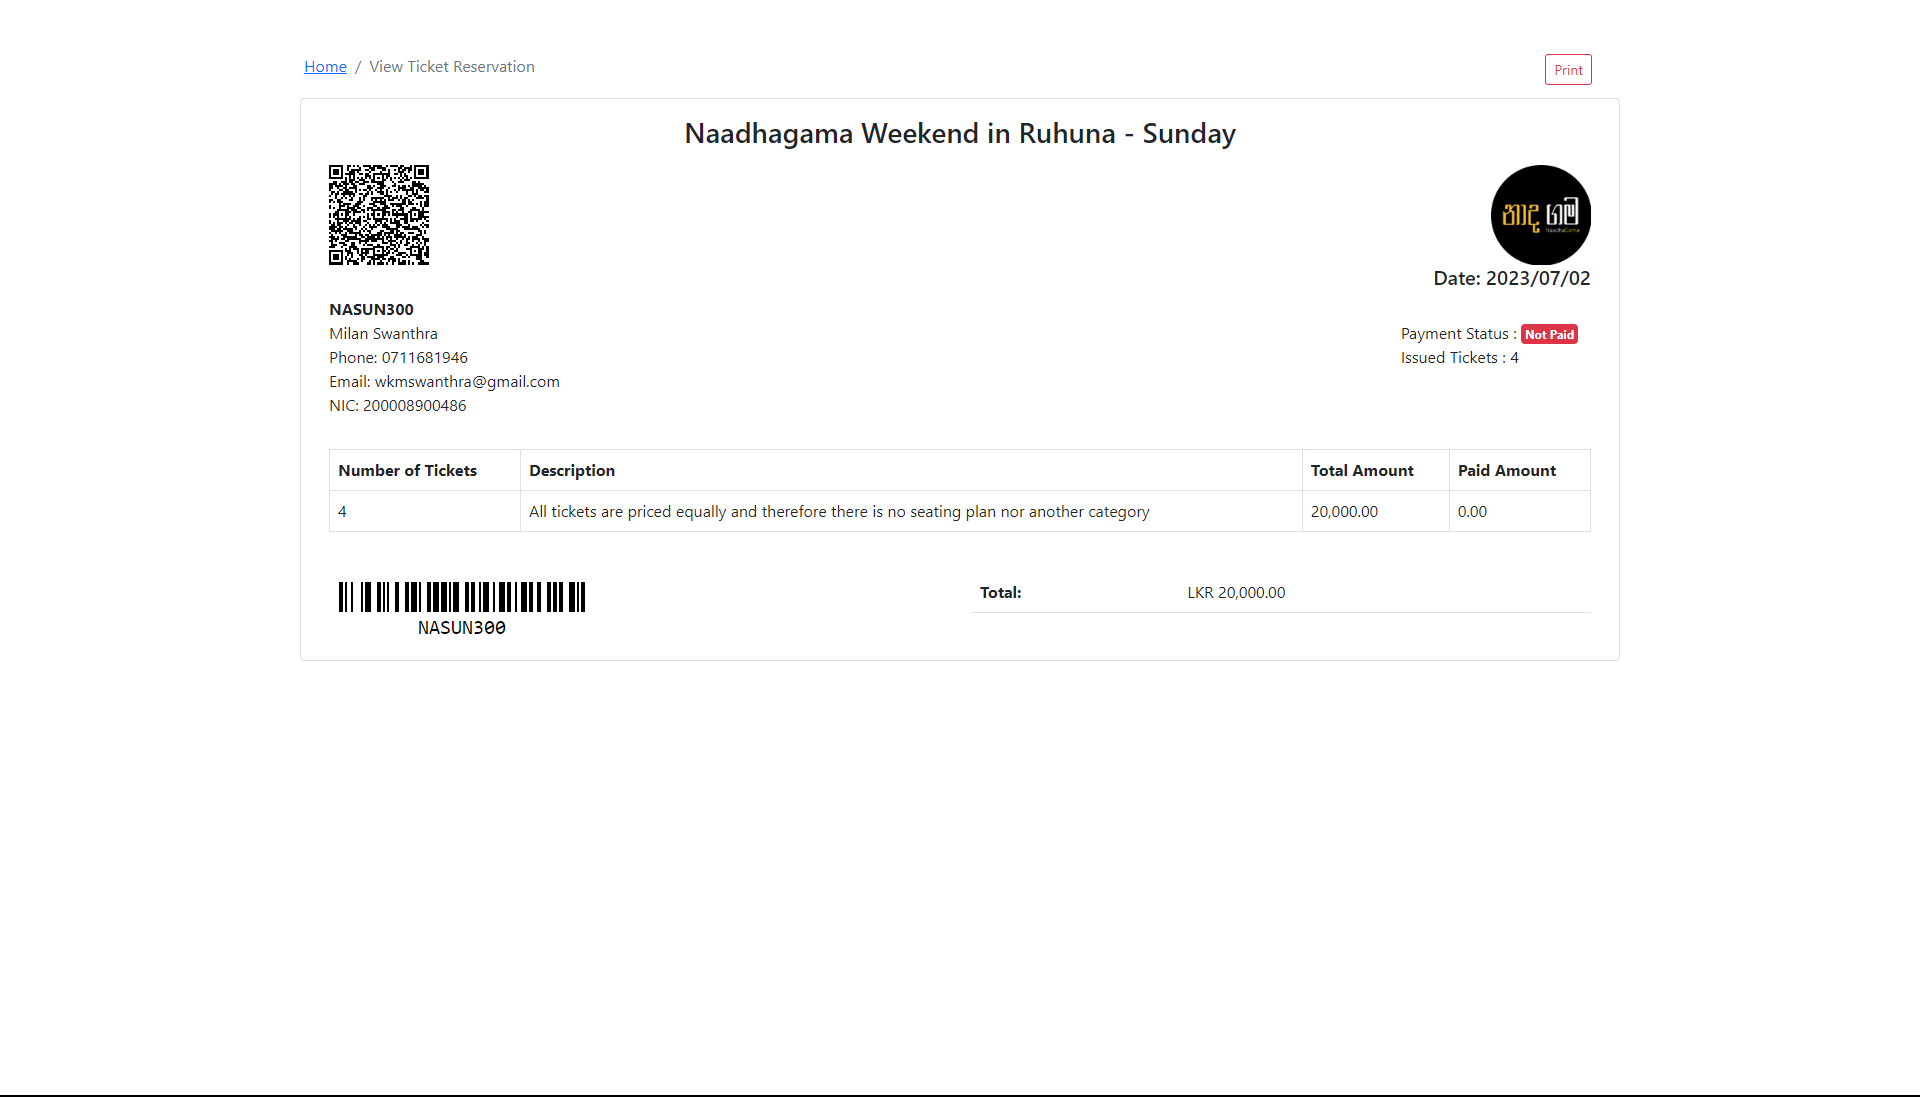 Home / View Ticket Reservation
Print
Naadhagama Weekend in Ruhuna - Sunday
නාද ගම්
NaadhaGama
Date: 2023/07/02
NASUN300
Milan Swanthra
Phone: 0711681946
Email: wkmswanthra@gmail.com
NIC: 200008900486
Payment Status : Not Paid
Issued Tickets : 4
Number of Tickets Description Total Amount Paid Amount
4 All tickets are priced equally and therefore there is no seating plan nor another category 20,000.00 0.00
Total: LKR 20,000.00
NASUN300